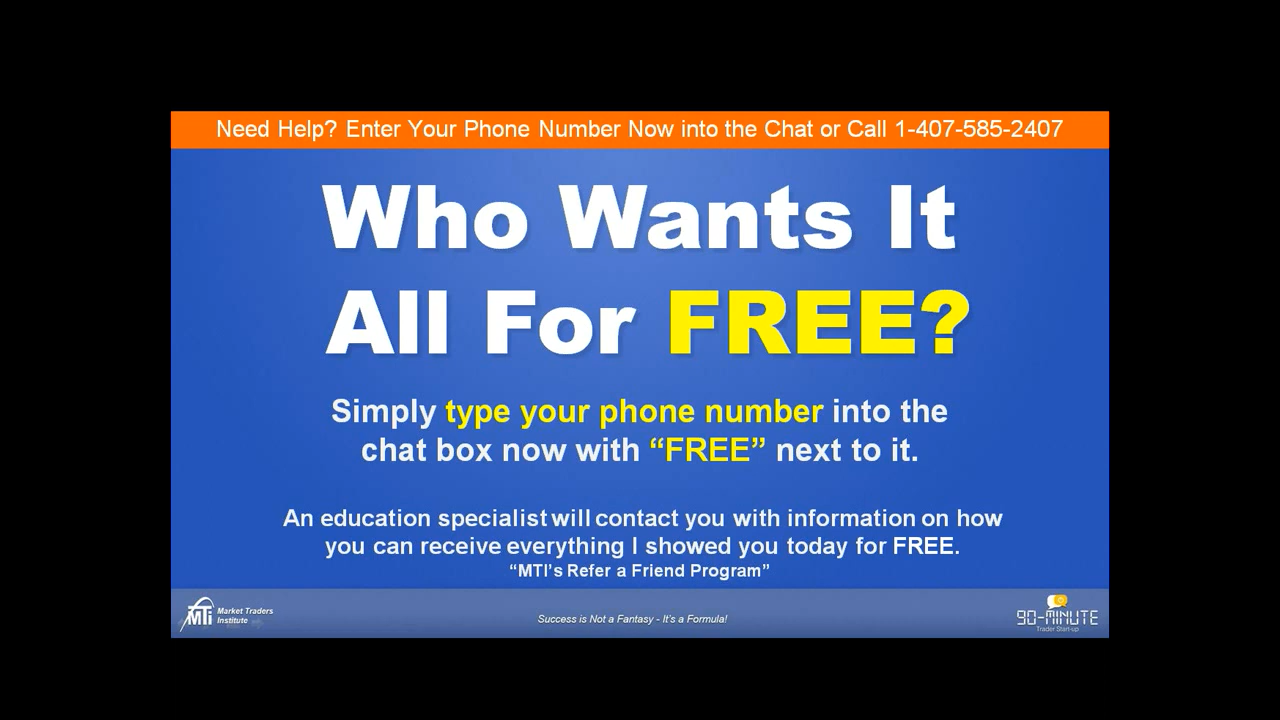 Need Help? Enter Your Phone Number Now into the Chat or Call 1-407-585-2407
Who Wants It
All For FREE?
Simply type your phone number into the
chat box now with “FREE” next to it.
An education specialist will contact you with information on how
you can receive everything I showed you today for FREE.
“MTI's Refer a Friend Program”
MTI Market Traders
Institute
Success is Not a Fantasy - It's a Formula!
90-MINUTE
Trader Start-up